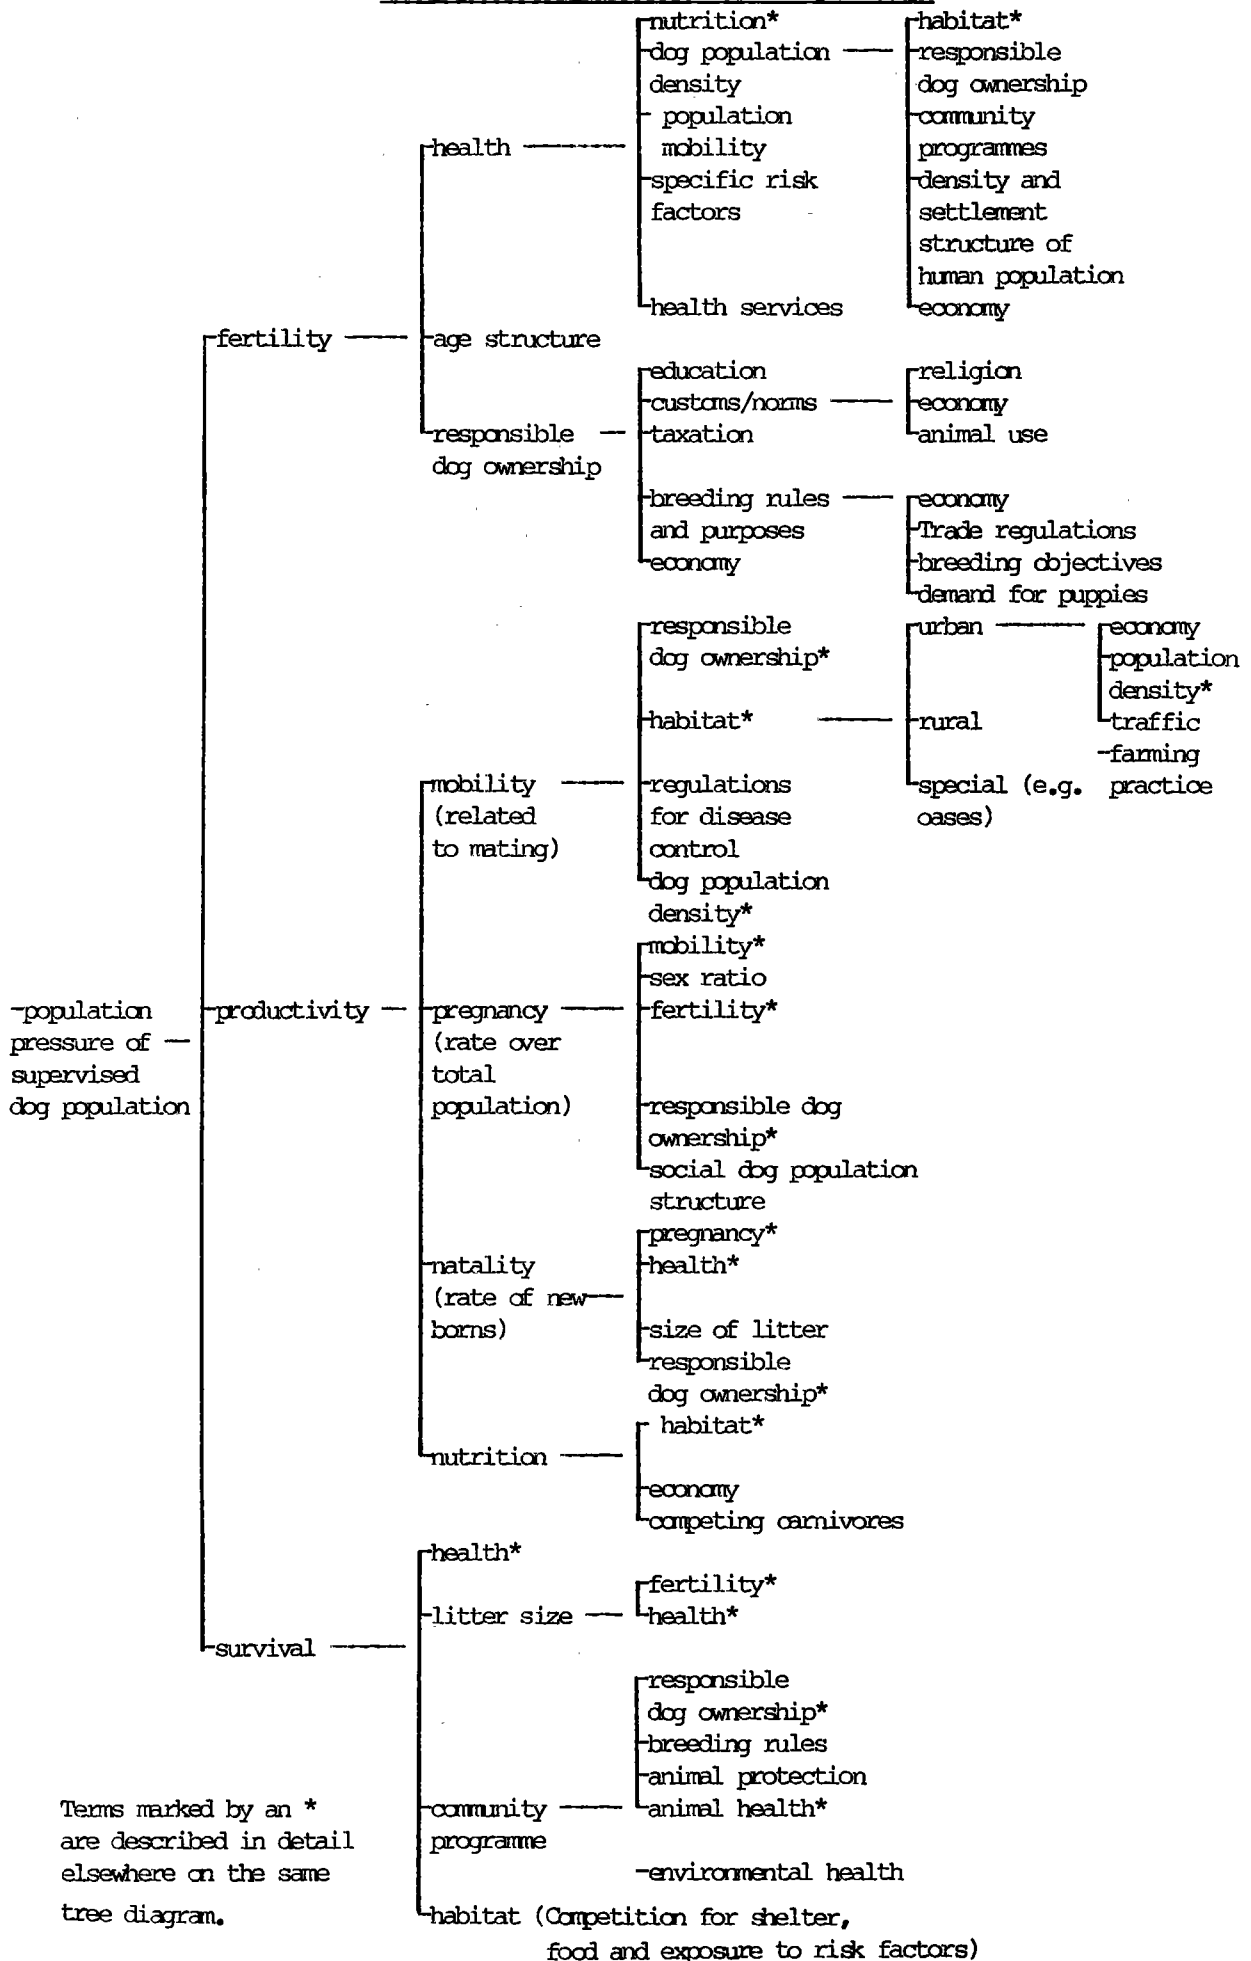 nutrition* habitat*
dog population responsible
density dog ownership
population community
health mobility programmes
specific risk density and
factors settlement
structure of
human population
health services economy
fertility age structure
education religion
customs/norms economy
responsible taxation animal use
dog ownership
breeding rules economy
and purposes Trade regulations
economy breeding objectives
demand for puppies
responsible urban economy
dog ownership* population
density*
habitat* rural traffic
-farming
mobility regulations special (e.g. practice
(related for disease oases)
to mating) control
dog population
density*
mobility*
sex ratio
-population productivity pregnancy fertility*
pressure of (rate over
supervised total
dog population population) responsible dog
ownership*
social dog population
structure
pregnancy*
natality health*
(rate of new
borns) size of litter
responsible
dog ownership*
habitat*
nutrition
economy
competing carnivores
health*
fertility*
litter size health*
survival
responsible
dog ownership*
breeding rules
animal protection
Terms marked by an * community animal health*
are described in detail programme
elsewhere on the same -environmental health
tree diagram. habitat (Competition for shelter,
food and exposure to risk factors)